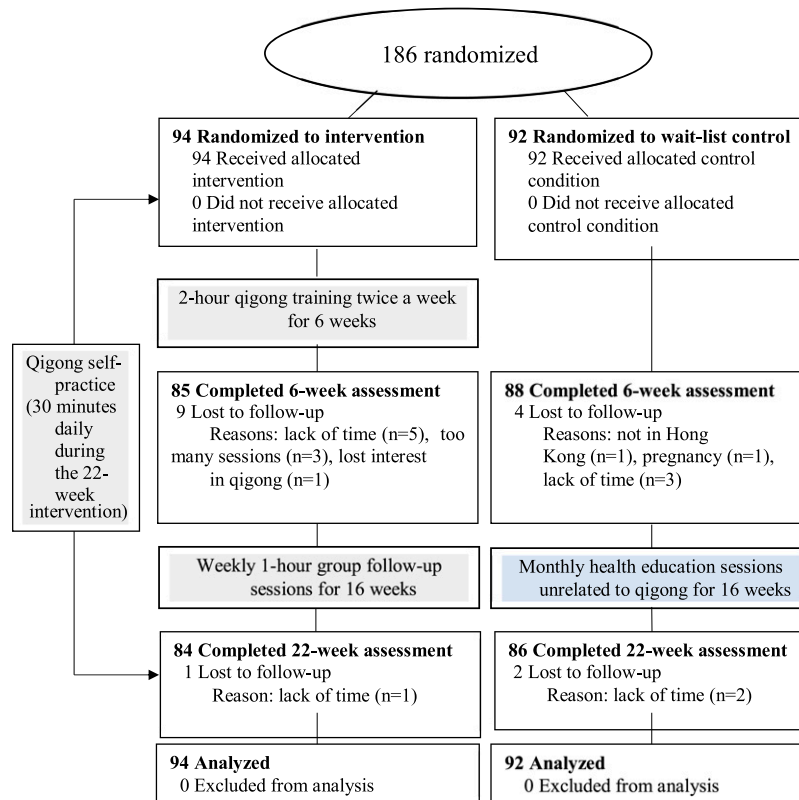 186 randomized
94 Randomized to intervention
94 Received allocated
intervention
0 Did not receive allocated
intervention
92 Randomized to wait-list control
92 Received allocated control
condition
0 Did not receive allocated
control condition
2-hour qigong training twice a week
for 6 weeks
Qigong self-
practice
(30 minutes
daily
during
the 22-
week
intervention)
85 Completed 6-week assessment
9 Lost to follow-up
Reasons: lack of time (n=5), too
many sessions (n=3), lost interest
in qigong (n=1)
88 Completed 6-week assessment
4 Lost to follow-up
Reasons: not in Hong
Kong (n=1), pregnancy (n=1),
lack of time (n=3)
Weekly 1-hour group follow-up
sessions for 16 weeks
Monthly health education sessions
unrelated to qigong for 16 weeks
84 Completed 22-week assessment
1 Lost to follow-up
Reason: lack of time (n=1)
86 Completed 22-week assessment
2 Lost to follow-up
Reason: lack of time (n=2)
94 Analyzed
0 Excluded from analysis
92 Analyzed
0 Excluded from analysis